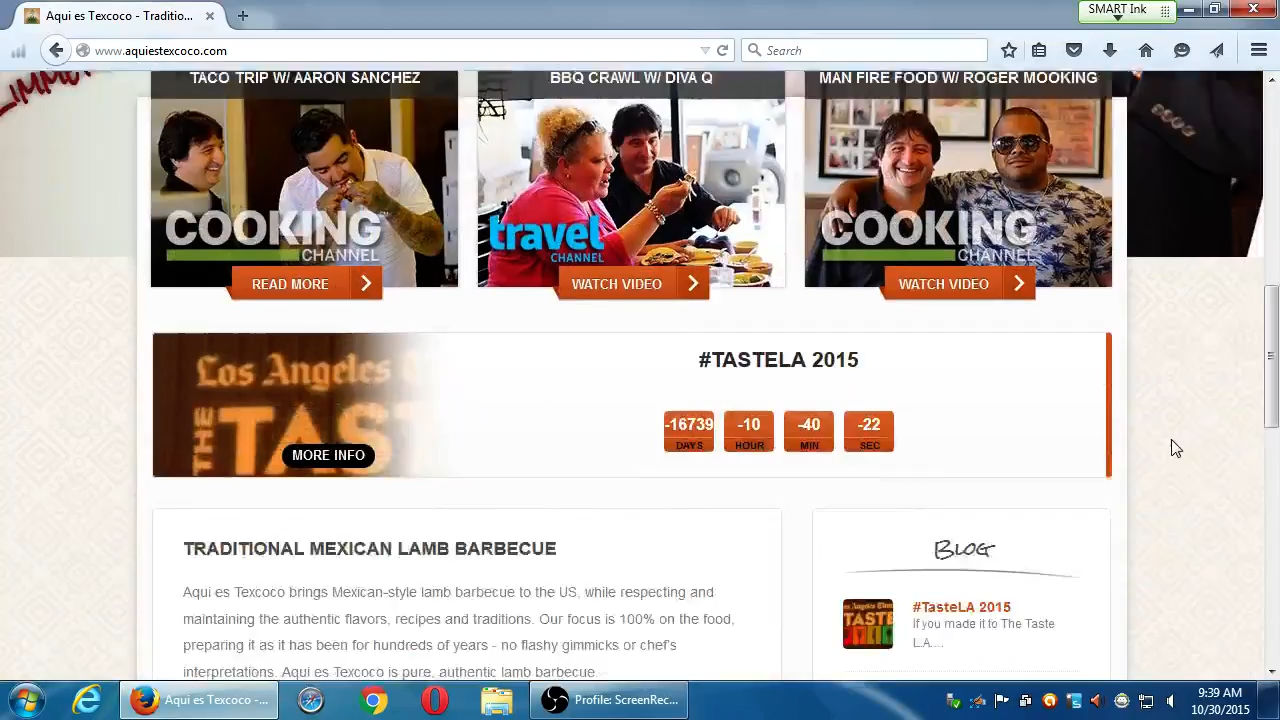 SMART Ink
Aqui es Texcoco - Traditio...
www.aquiestexcoco.com
Search
TACO TRIP W/ AARON SANCHEZ
BBQ CRAWL W/ DIVA Q
MAN FIRE FOOD W/ ROGER MOOKING
COOKING
CHANNEL
travel
CHANNEL
COOKING
CHANNEL
READ MORE
WATCH VIDEO
WATCH VIDEO
Los Angeles
THE TAST
MORE INFO
#TASTELA 2015
-16739 -10 -40 -22
DAYS HOUR MIN SEC
TRADITIONAL MEXICAN LAMB BARBECUE
Aqui es Texcoco brings Mexican-style lamb barbecue to the US, while respecting and
maintaining the authentic flavors, recipes and traditions. Our focus is 100% on the food,
preparing it as it has been for hundreds of years - no flashy gimmicks or chef's
interpretations. Aqui es Texcoco is pure, authentic lamb barbecue
BLOG
Los Angeles Times
TASTE
#TasteLA 2015
If you made it to The Taste
L.A....
Aqui es Texcoco -...
Profile: ScreenRec...
9:39 AM
10/30/2015